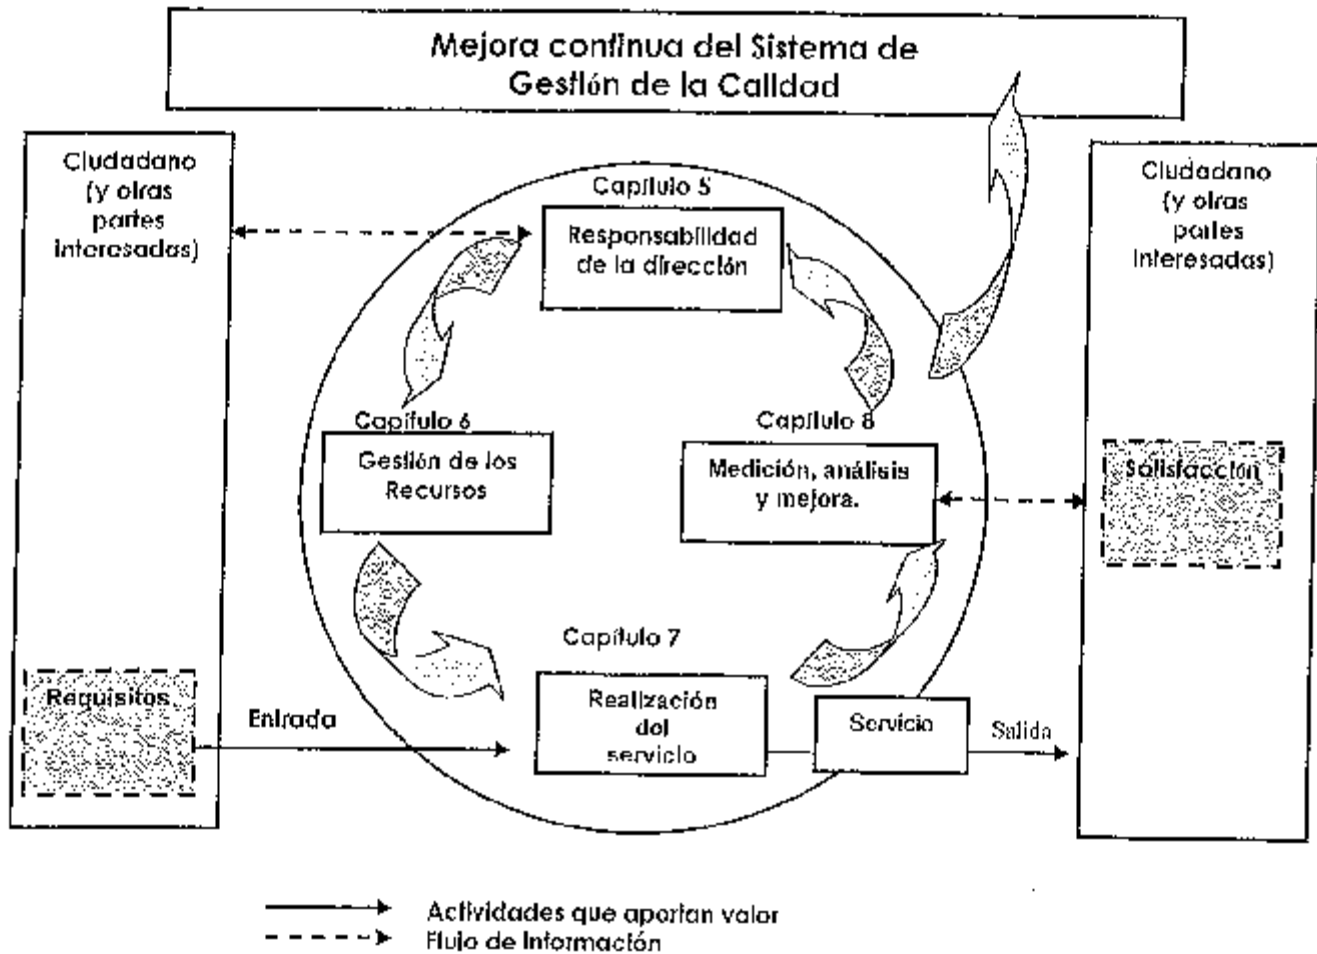 Mejora continua del Sistema de
Gestión de la Calidad
Ciudadano
(y otras
partes
interesadas)
Capítulo 5
Responsabilidad
de la dirección
Ciudadano
(y otras
partes
interesadas)
Capítulo 6
Gestión de los
Recursos
Capítulo 8
Medición, análisis
y mejora.
Satisfacción
Capítulo 7
Requisitos
Entrada
Realización
del
servicio
Servicio
Salida
Actividades que aportan valor
Flujo de información